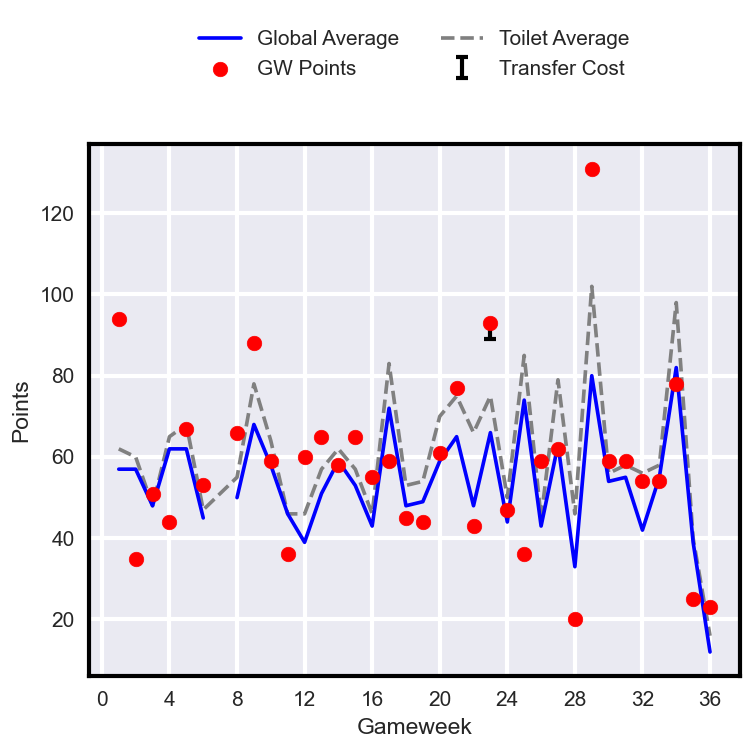 Global Average
Toilet Average
GW Points
Transfer Cost
120
100
80
60
40
20
Points
0 4 8 12 16 20 24 28 32 36
Gameweek